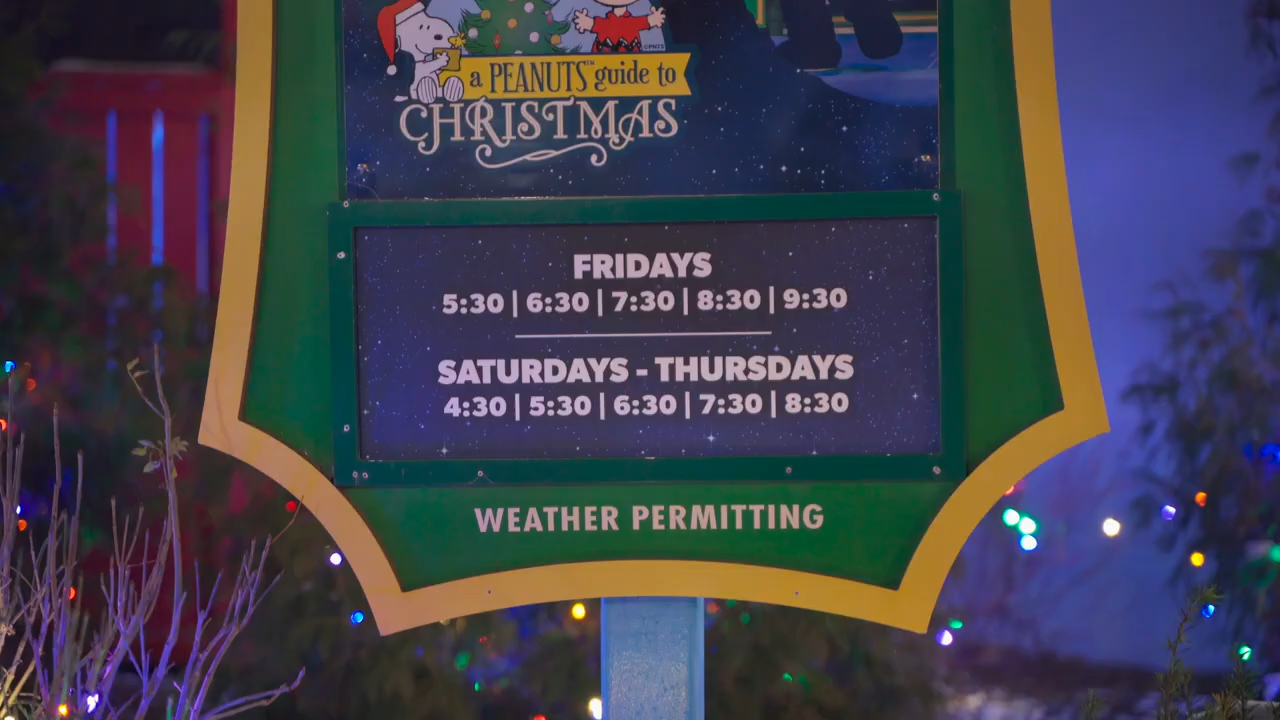 a PEANUTS™ guide to
CHRISTMAS
FRIDAYS
5:30 | 6:30 | 7:30 | 8:30 | 9:30
SATURDAYS - THURSDAYS
4:30 | 5:30 | 6:30 | 7:30 | 8:30
WEATHER PERMITTING